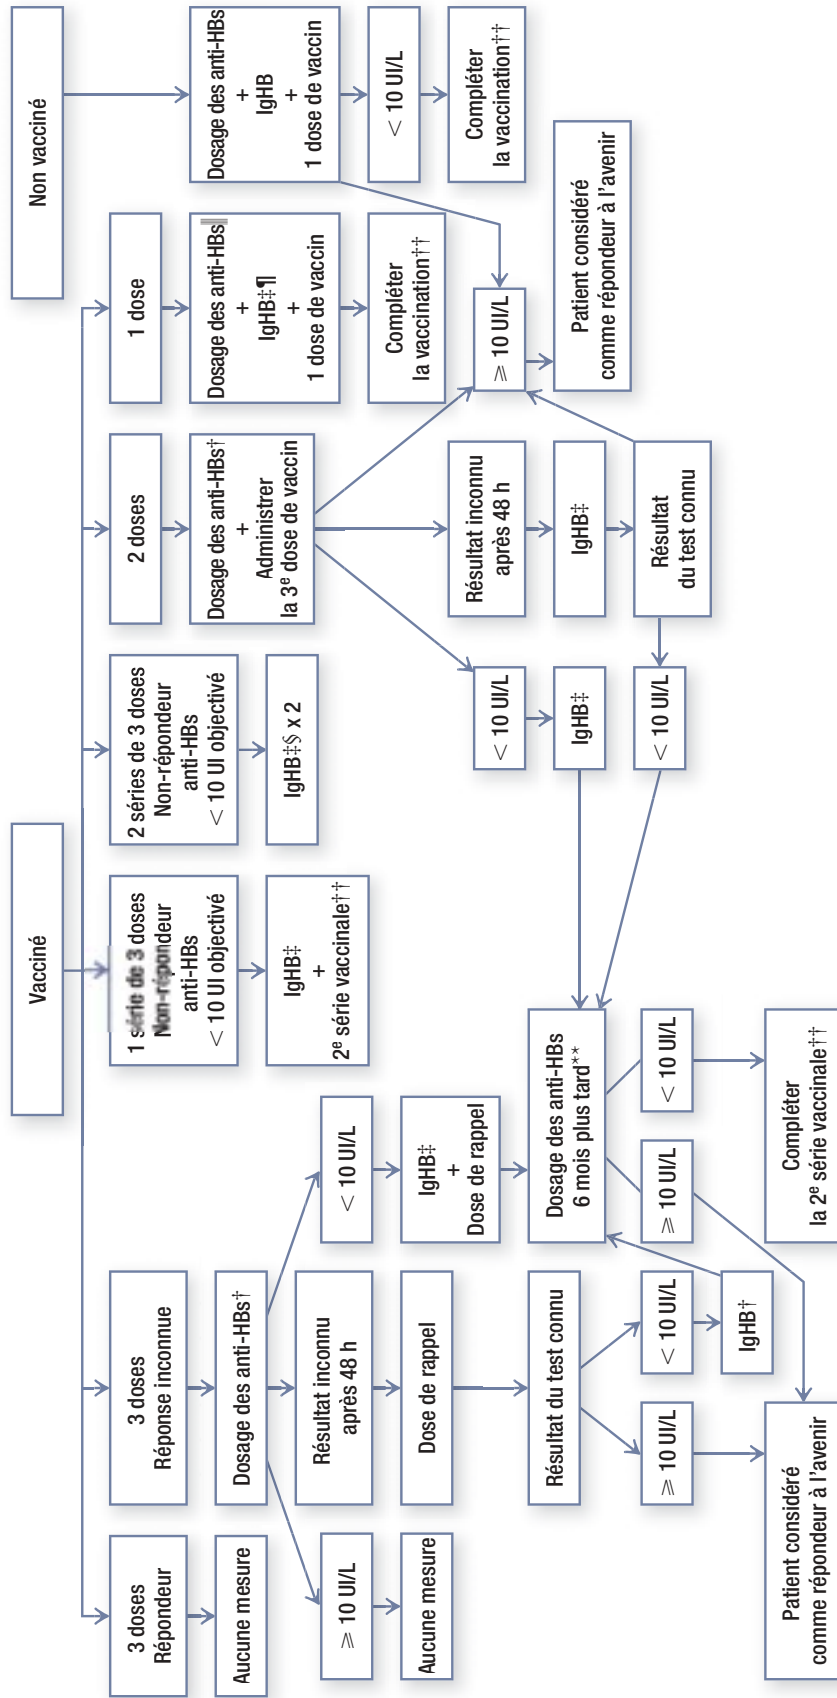 Vacciné
Non vacciné
3 doses
Répondeur
Aucune mesure
3 doses
Réponse inconnue
Dosage des anti-HBs†
⩾ 10 UI/L
Aucune mesure
Résultat inconnu
après 48 h
Dose de rappel
Résultat du test connu
⩾ 10 UI/L
Patient considéré
comme répondeur à l’avenir
< 10 UI/L
IgHB†
< 10 UI/L
IgHB‡
+
Dose de rappel
Dosage des anti-HBs
6 mois plus tard**
⩾ 10 UI/L
< 10 UI/L
Compléter
la 2e série vaccinale††
1 série de 3 doses
Non-répondeur
anti-HBs
< 10 UI objectivé
IgHB‡
+
2e série vaccinale††
2 séries de 3 doses
Non-répondeur
anti-HBs
< 10 UI objectivé
IgHB‡§ x 2
2 doses
Dosage des anti-HBs†
+
Administrer
la 3e dose de vaccin
< 10 UI/L
IgHB‡
Résultat inconnu
après 48 h
IgHB‡
Résultat
du test connu
< 10 UI/L
1 dose
Dosage des anti-HBs||
+
IgHB‡¶
+
1 dose de vaccin
Compléter
la vaccination††
⩾ 10 UI/L
Patient considéré
comme répondeur à l’avenir
Dosage des anti-HBs
+
IgHB
+
1 dose de vaccin
< 10 UI/L
Compléter
la vaccination††